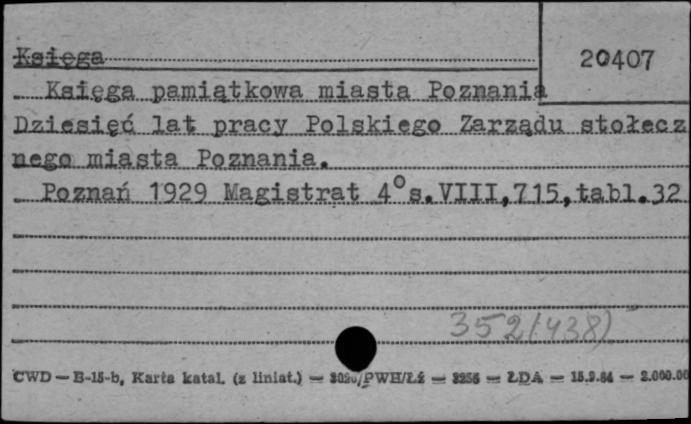 Księga
20407
Księga pamiątkowa miasta Poznania
Dziesięć lat pracy Polskiego Zarządu stołecz
nego miasta Poznania.
Poznań 1929 Magistrat 4° s.VIII,715,tabl.32
352(438)
CWD — B-15-b, Karta katal. (z liniat.) — PWH/Łź — 3256 — ŁDA — 15.9.54 — 2.000.00